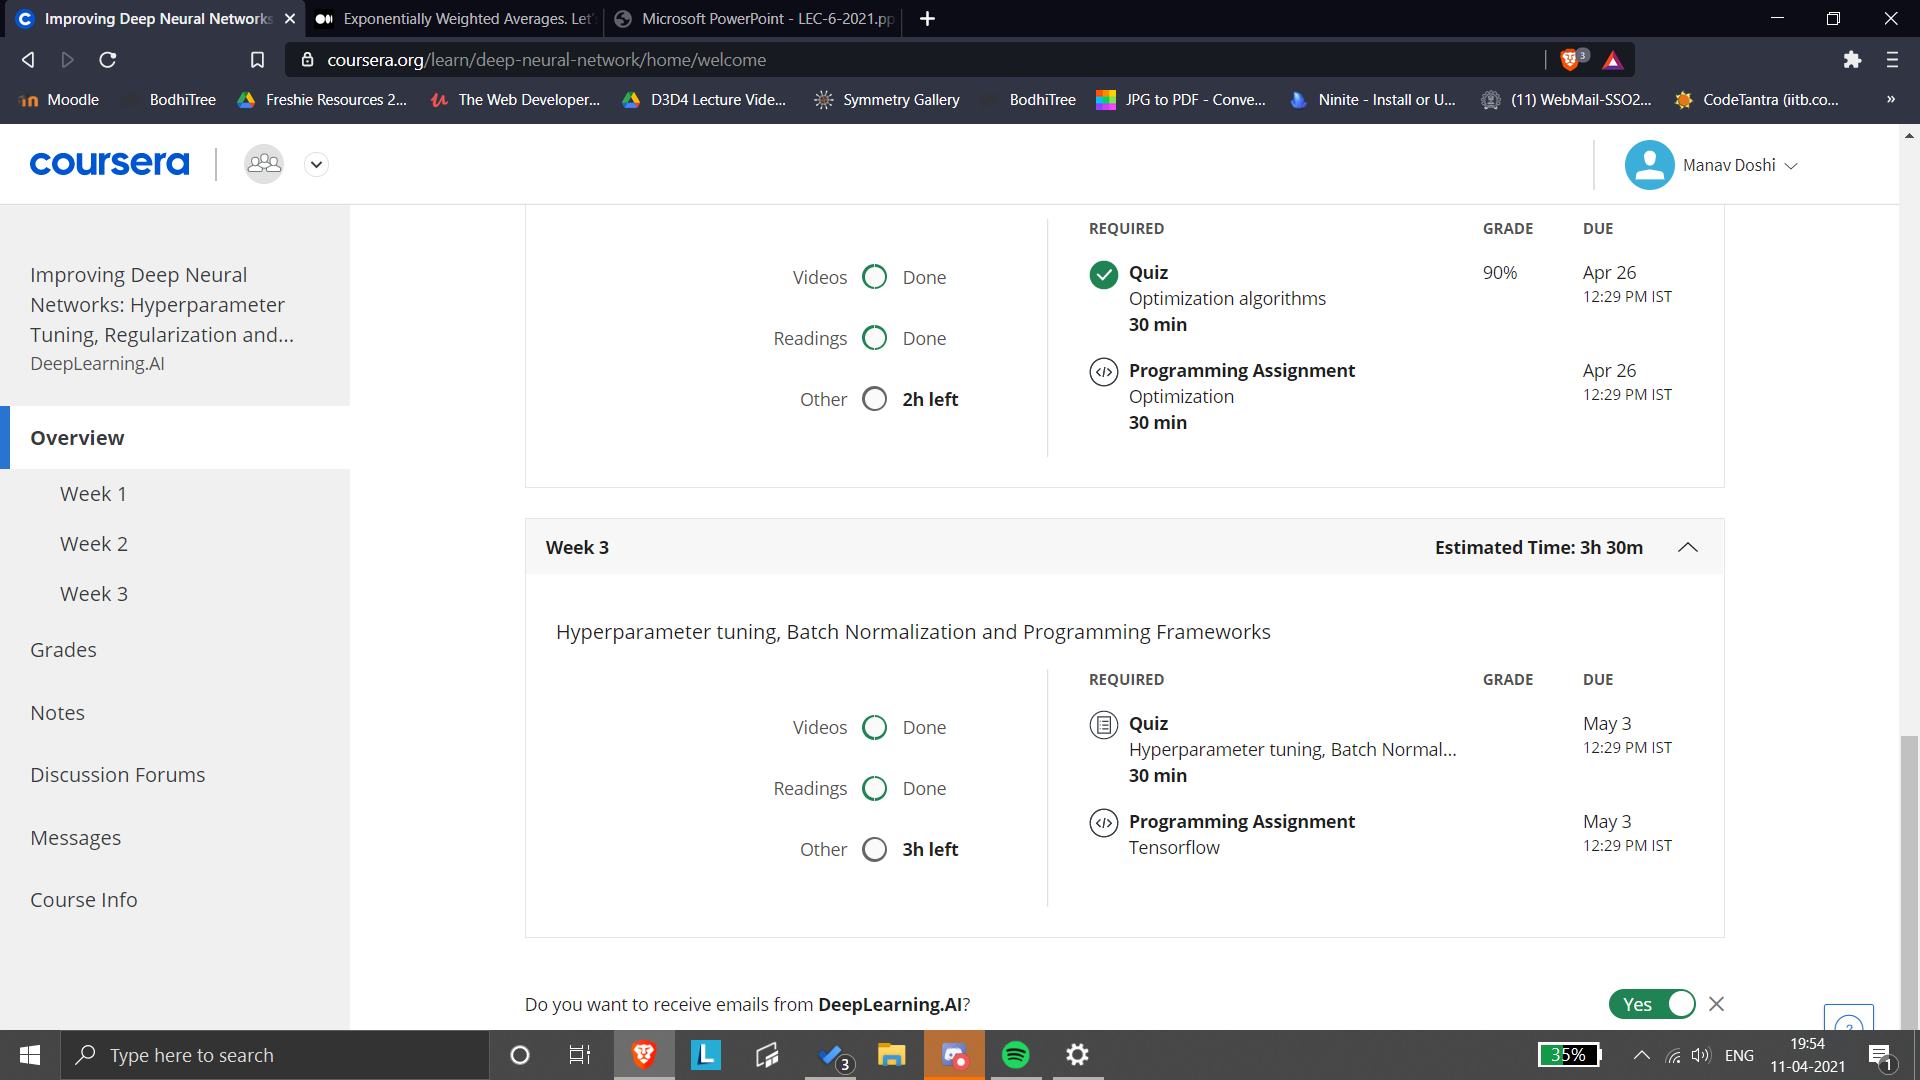 Improving Deep Neural Networks
Exponentially Weighted Averages. Let'
Microsoft PowerPoint - LEC-6-2021.pp
coursera.org/learn/deep-neural-network/home/welcome
3
Moodle
BodhiTree
Freshie Resources 2...
The Web Developer...
D3D4 Lecture Vide...
Symmetry Gallery
BodhiTree
JPG to PDF - Conve...
Ninite - Install or U...
(11) WebMail-SSO2...
CodeTantra (iitb.co...
»
coursera
Manav Doshi
Improving Deep Neural
Networks: Hyperparameter
Tuning, Regularization and...
DeepLearning.AI
Overview
Week 1
Week 2
Week 3
Grades
Notes
Discussion Forums
Messages
Course Info
REQUIRED GRADE DUE
Videos Done
Readings Done
Other 2h left
Quiz 90% Apr 26
Optimization algorithms 12:29 PM IST
30 min
Programming Assignment Apr 26
Optimization 12:29 PM IST
30 min
Week 3 Estimated Time: 3h 30m
Hyperparameter tuning, Batch Normalization and Programming Frameworks
REQUIRED GRADE DUE
Videos Done
Readings Done
Other 3h left
Quiz May 3
Hyperparameter tuning, Batch Normal... 12:29 PM IST
30 min
Programming Assignment May 3
Tensorflow 12:29 PM IST
Do you want to receive emails from DeepLearning.AI?
Yes
?
Type here to search
L
3
35%
ENG
19:54
11-04-2021
1